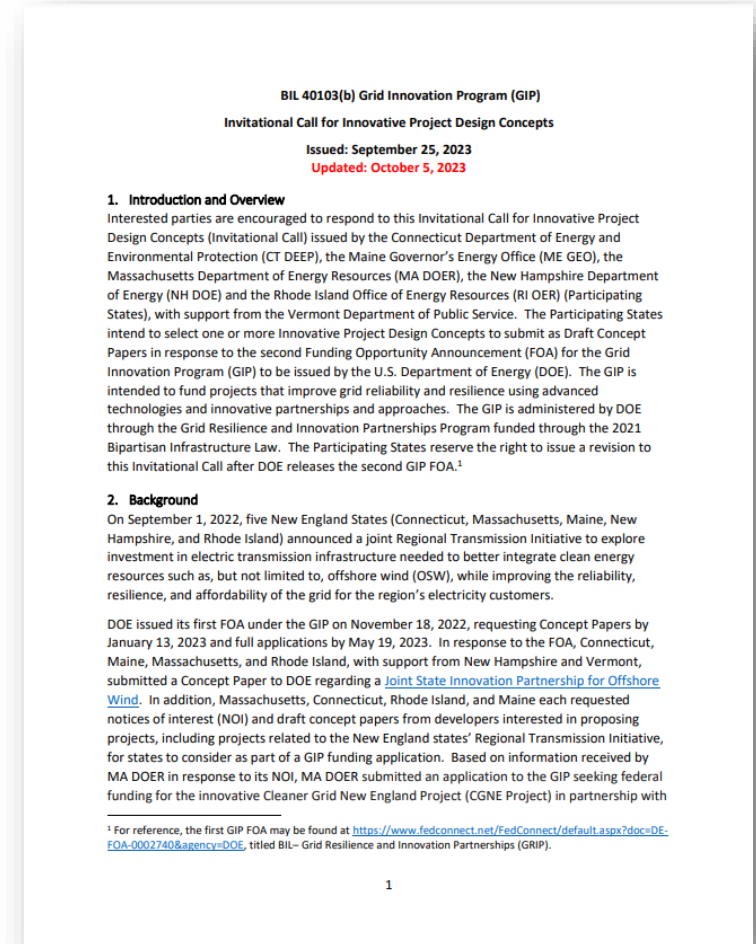 BIL 40103(b) Grid Innovation Program (GIP)
Invitational Call for Innovative Project Design Concepts
Issued: September 25, 2023
Updated: October 5, 2023
1. Introduction and Overview
Interested parties are encouraged to respond to this Invitational Call for Innovative Project
Design Concepts (Invitational Call) issued by the Connecticut Department of Energy and
Environmental Protection (CT DEEP), the Maine Governor's Energy Office (ME GEO), the
Massachusetts Department of Energy Resources (MA DOER), the New Hampshire Department
of Energy (NH DOE) and the Rhode Island Office of Energy Resources (RI OER) (Participating
States), with support from the Vermont Department of Public Service. The Participating States
intend to select one or more Innovative Project Design Concepts to submit as Draft Concept
Papers in response to the second Funding Opportunity Announcement (FOA) for the Grid
Innovation Program (GIP) to be issued by the U.S. Department of Energy (DOE). The GIP is
intended to fund projects that improve grid reliability and resilience using advanced
technologies and innovative partnerships and approaches. The GIP is administered by DOE
through the Grid Resilience and Innovation Partnerships Program funded through the 2021
Bipartisan Infrastructure Law. The Participating States reserve the right to issue a revision to
this Invitational Call after DOE releases the second GIP FOA.¹
2. Background
On September 1, 2022, five New England States (Connecticut, Massachusetts, Maine, New
Hampshire, and Rhode Island) announced a joint Regional Transmission Initiative to explore
investment in electric transmission infrastructure needed to better integrate clean energy
resources such as, but not limited to, offshore wind (OSW), while improving the reliability,
resilience, and affordability of the grid for the region's electricity customers.
DOE issued its first FOA under the GIP on November 18, 2022, requesting Concept Papers by
January 13, 2023 and full applications by May 19, 2023. In response to the FOA, Connecticut,
Maine, Massachusetts, and Rhode Island, with support from New Hampshire and Vermont,
submitted a Concept Paper to DOE regarding a Joint State Innovation Partnership for Offshore
Wind. In addition, Massachusetts, Connecticut, Rhode Island, and Maine each requested
notices of interest (NOI) and draft concept papers from developers interested in proposing
projects, including projects related to the New England states' Regional Transmission Initiative,
for states to consider as part of a GIP funding application. Based on information received by
MA DOER in response to its NOI, MA DOER submitted an application to the GIP seeking federal
funding for the innovative Cleaner Grid New England Project (CGNE Project) in partnership with
¹ For reference, the first GIP FOA may be found at https://www.fedconnect.net/FedConnect/default.aspx?doc=DE-
FOA-0002740&agency=DOE, titled BIL– Grid Resilience and Innovation Partnerships (GRIP).
1